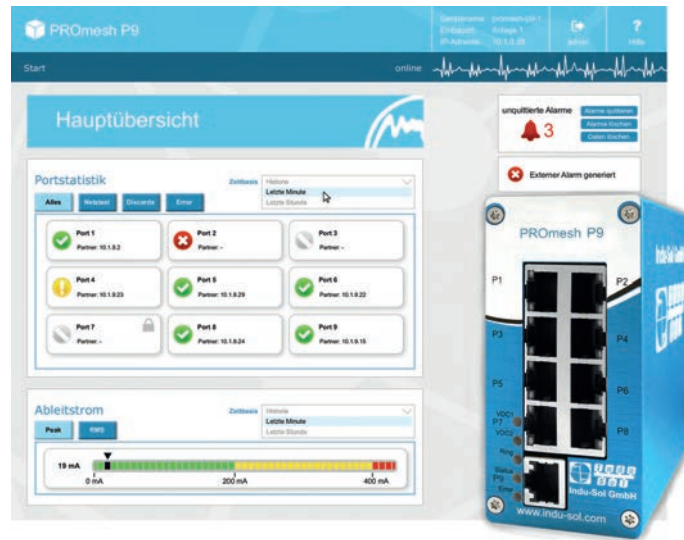 PROmesh P9
Gerätename: promesh-p9-1
Einbauort: Anlage 1
IP-Adresse: 10.1.9.28
admin
Hilfe
Start
online
Hauptübersicht
unquittierte Alarme
3
Alarme quittieren
Alarme löschen
Daten löschen
Externer Alarm generiert
Portstatistik
Zeitbasis
Historie
Letzte Minute
Letzte Stunde
Alles
Netzlast
Discards
Error
Port 1
Partner: 10.1.9.2
Port 2
Partner: -
Port 3
Partner: -
Port 4
Partner: 10.1.9.23
Port 5
Partner: 10.1.9.29
Port 6
Partner: 10.1.9.22
Port 7
Partner: -
Port 8
Partner: 10.1.9.24
Port 9
Partner: 10.1.9.15
Ableitstrom
Zeitbasis
Historie
Letzte Minute
Letzte Stunde
Peak
RMS
19 mA
0 mA
200 mA
400 mA
PROmesh P9
P1
P2
P3
P4
P5
P6
VDC1
P7
VDC2
P8
Ring
Status
P9
Error
Indu-Sol GmbH
www.indu-sol.com